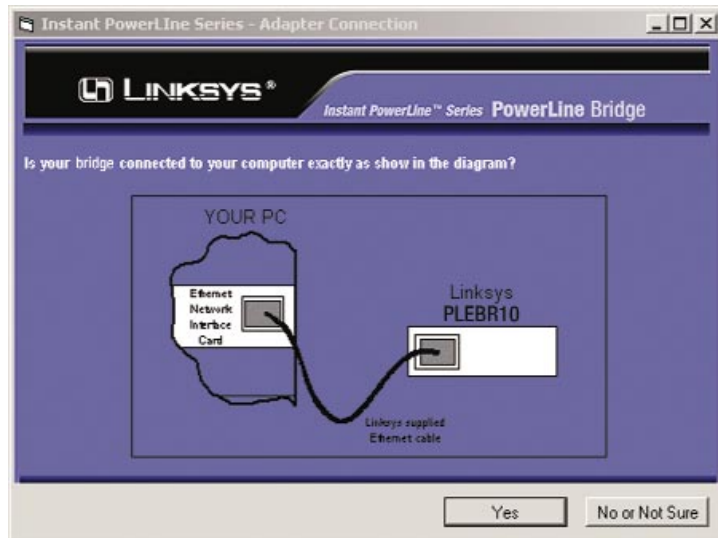 Instant PowerLIne Series - Adapter Connection
LINKSYS®
Instant PowerLine™ Series PowerLine Bridge
Is your bridge connected to your computer exactly as show in the diagram?
YOUR PC
Ethernet
Network
Interface
Card
Linksys
PLEBR10
Linksys supplied
Ethernet cable
Yes
No or Not Sure